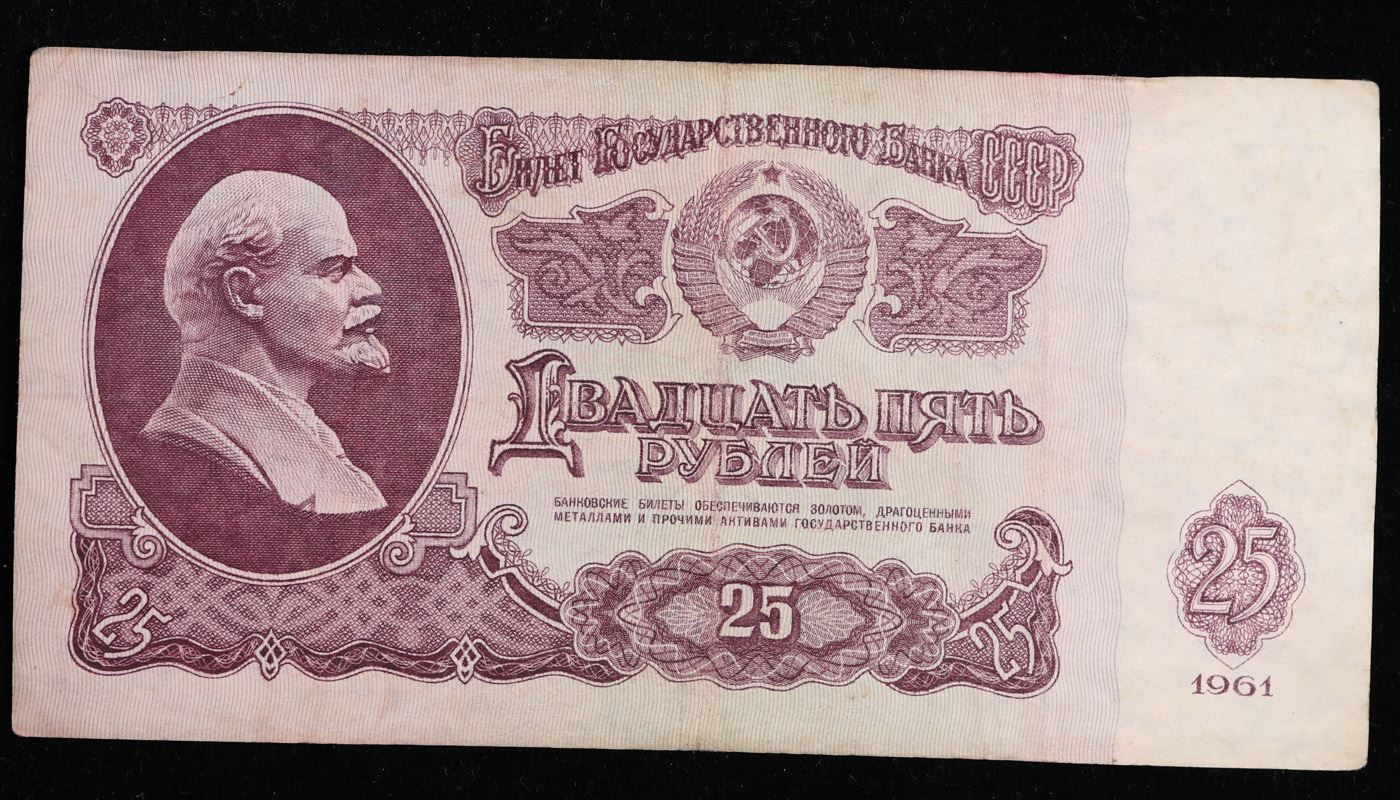 Билет Государственного Банка СССР
Двадцать пять
рублей
БАНКОВСКИЕ БИЛЕТЫ ОБЕСПЕЧИВАЮТСЯ ЗОЛОТОМ, ДРАГОЦЕННЫМИ
МЕТАЛЛАМИ И ПРОЧИМИ АКТИВАМИ ГОСУДАРСТВЕННОГО БАНКА
25
25
25
25
1961